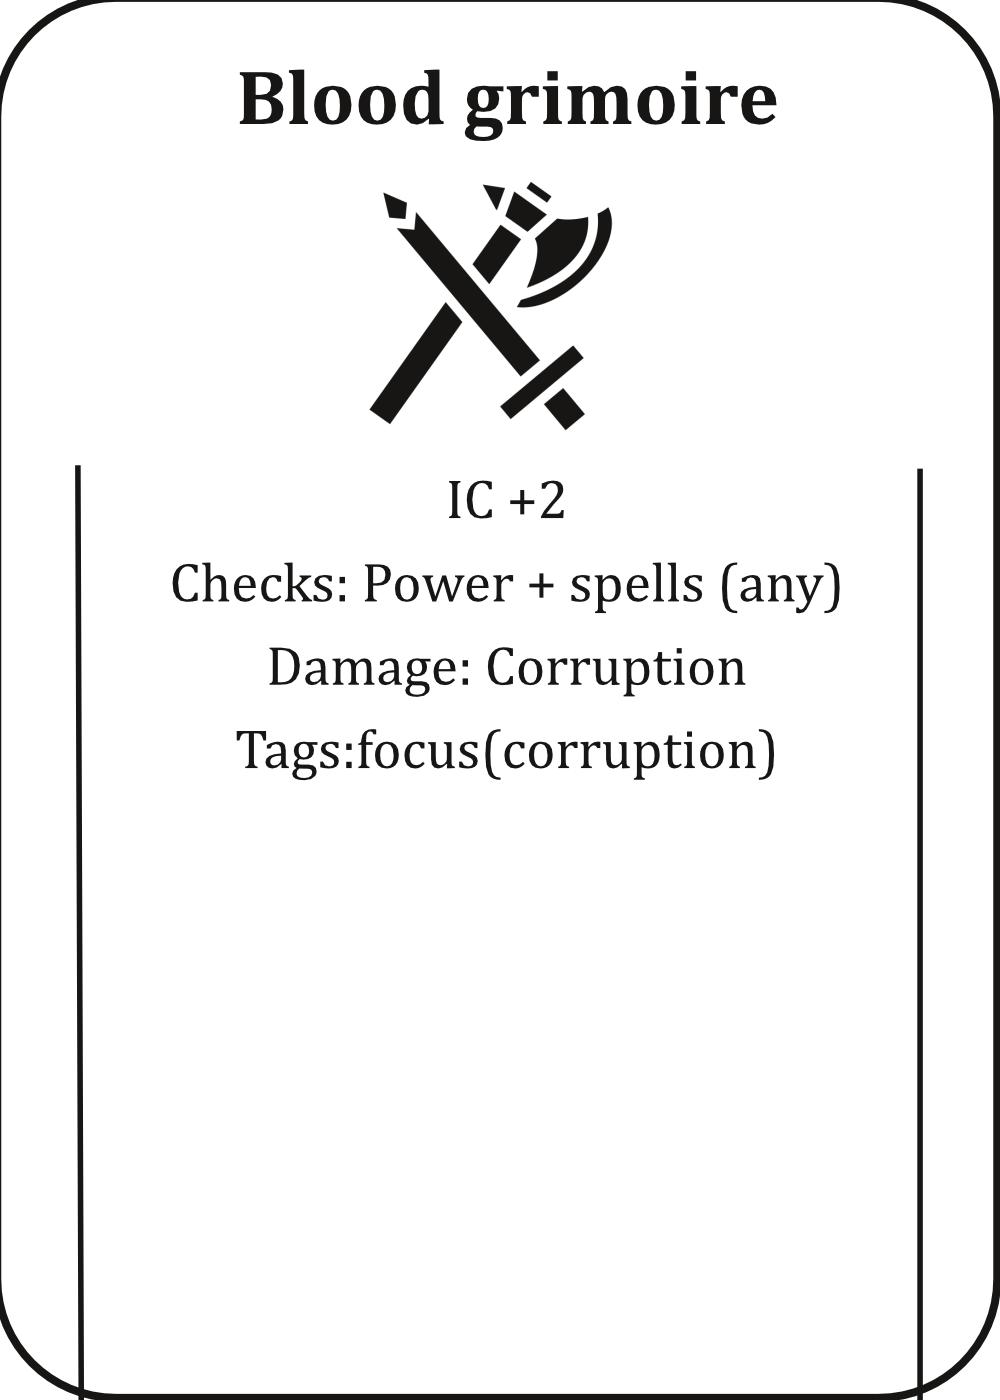 Blood grimoire
IC +2
Checks: Power + spells (any)
Damage: Corruption
Tags:focus(corruption)